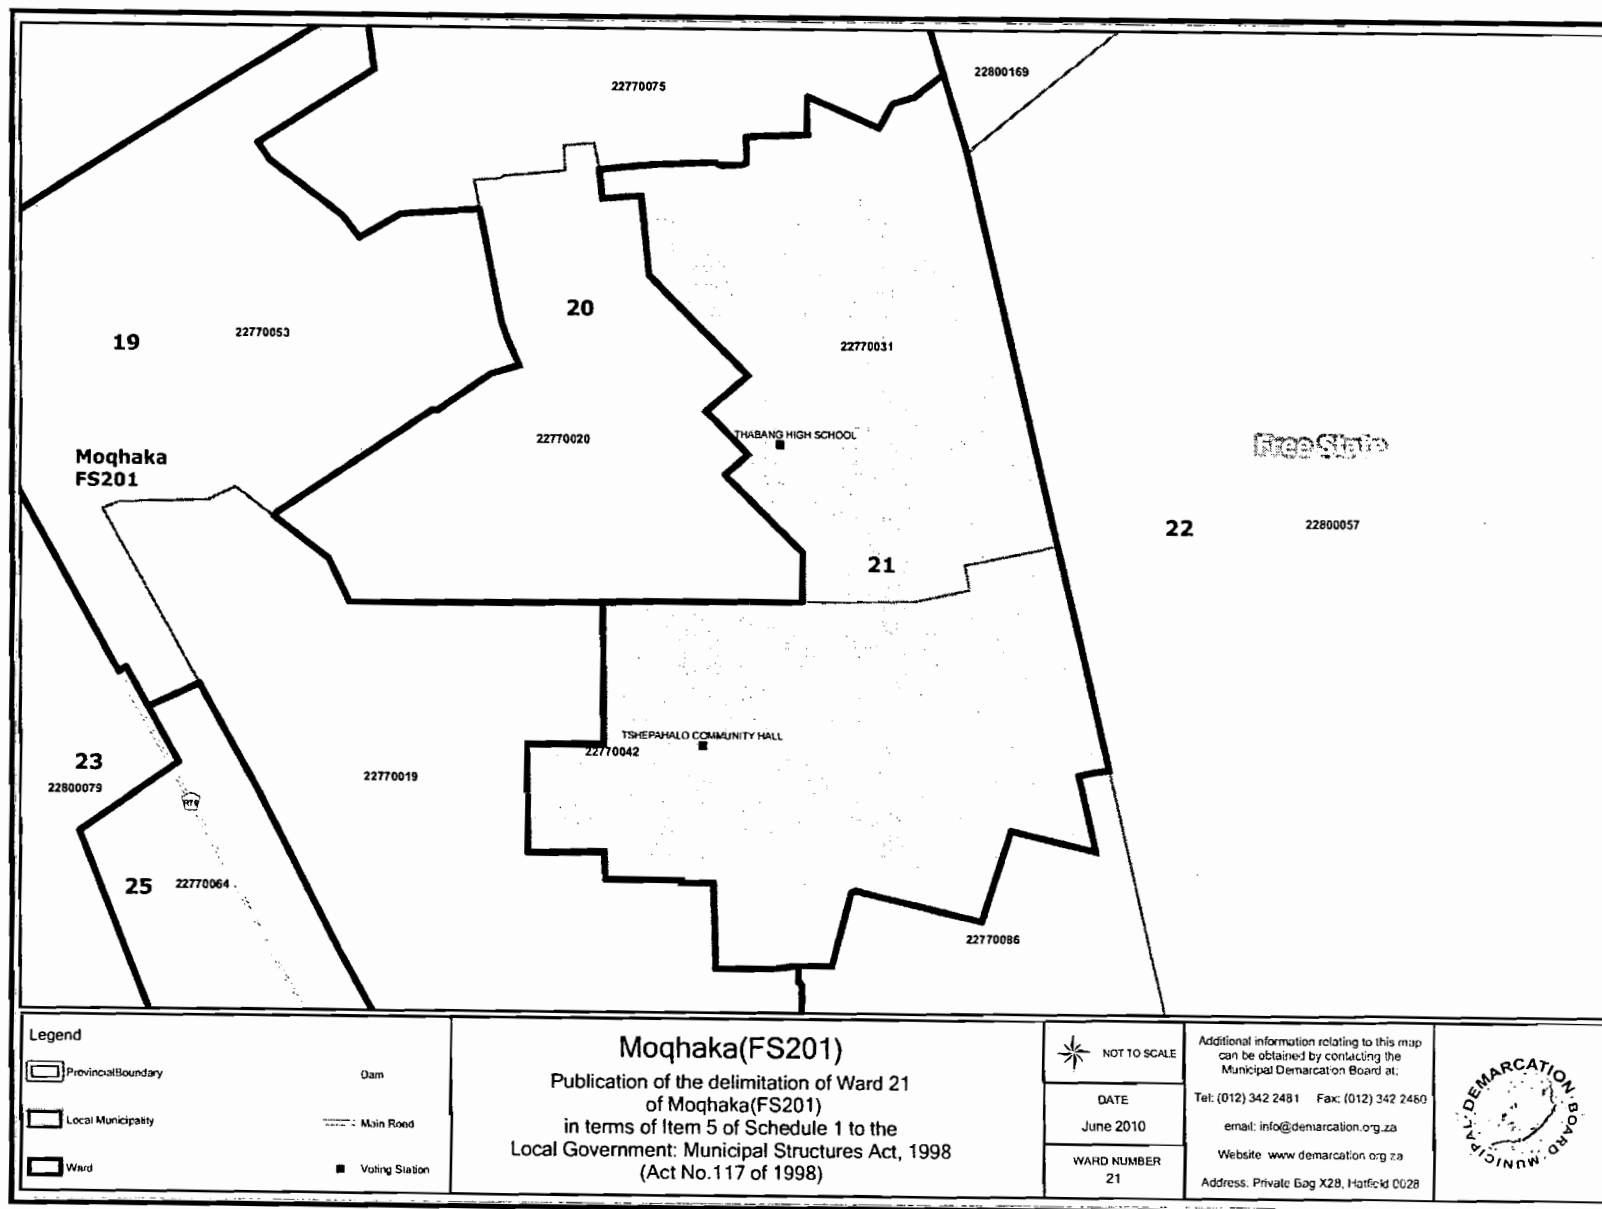 22800169
22770075
20
19
22770053
22770031
22770020
THABANG HIGH SCHOOL
Free State
Moqhaka
FS201
22
22800057
21
TSHEPAHALO COMMUNITY HALL
22770042
23
22800079
22770019
R76
25
22770064
22770086
Legend
Provincial Boundary
Dam
Local Municipality
Main Road
Ward
Voting Station
Moqhaka(FS201)
Publication of the delimitation of Ward 21
of Moqhaka(FS201)
in terms of Item 5 of Schedule 1 to the
Local Government: Municipal Structures Act, 1998
(Act No.117 of 1998)
NOT TO SCALE
DATE
June 2010
WARD NUMBER
21
Additional information relating to this map
can be obtained by contacting the
Municipal Demarcation Board at:
Tel: (012) 342 2481 Fax: (012) 342 2480
email: info@demarcation.org.za
Website www demarcation org za
Address: Private Bag X28, Hatfield 0028
MUNICIPAL DEMARCATION BOARD